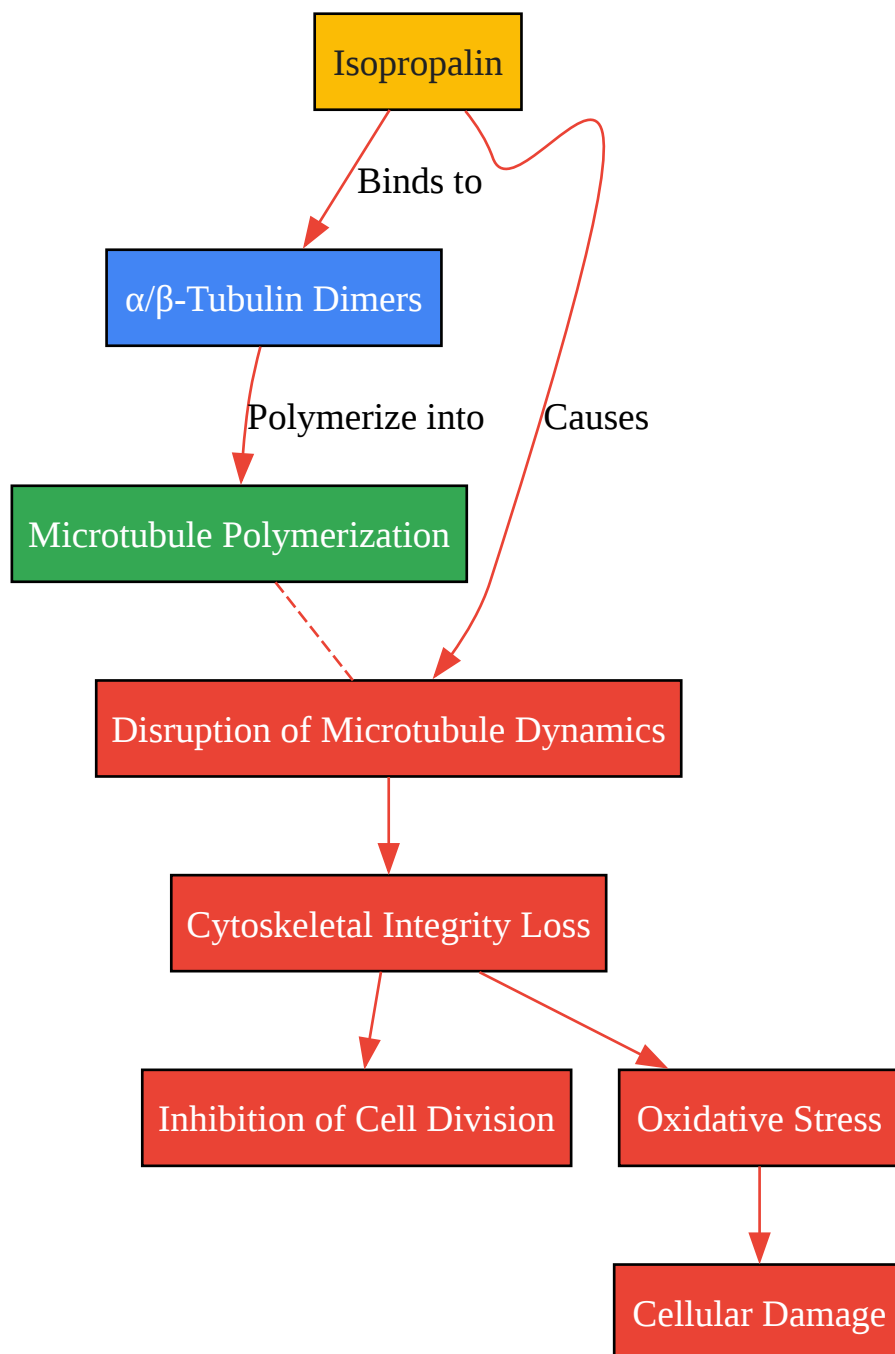 Isopropalin
Binds to
α/β-Tubulin Dimers
Polymerize into
Causes
Microtubule Polymerization
Disruption of Microtubule Dynamics
Cytoskeletal Integrity Loss
Inhibition of Cell Division
Oxidative Stress
Cellular Damage